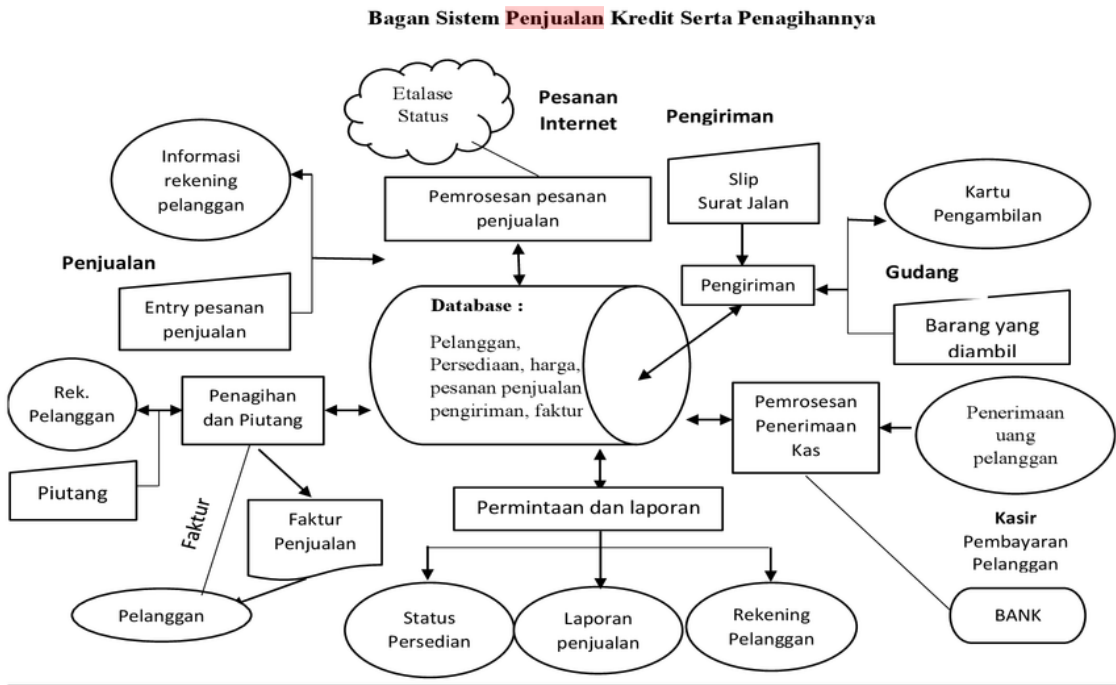 Bagan Sistem Penjualan Kredit Serta Penagihannya
Etalase
Status
Pesanan
Internet
Pengiriman
Informasi
rekening
pelanggan
Pemrosesan pesanan
penjualan
Slip
Surat Jalan
Kartu
Pengambilan
Penjualan
Entry pesanan
penjualan
Database :
Pelanggan,
Persediaan, harga,
pesanan penjualan
pengiriman, faktur
Pengiriman
Gudang
Barang yang
diambil
Rek.
Pelanggan
Penagihan
dan Piutang
Pemrosesan
Penerimaan
Kas
Penerimaan
uang
pelanggan
Piutang
Faktur
Faktur
Penjualan
Permintaan dan laporan
Kasir
Pembayaran
Pelanggan
Pelanggan
Status
Persedian
Laporan
penjualan
Rekening
Pelanggan
BANK